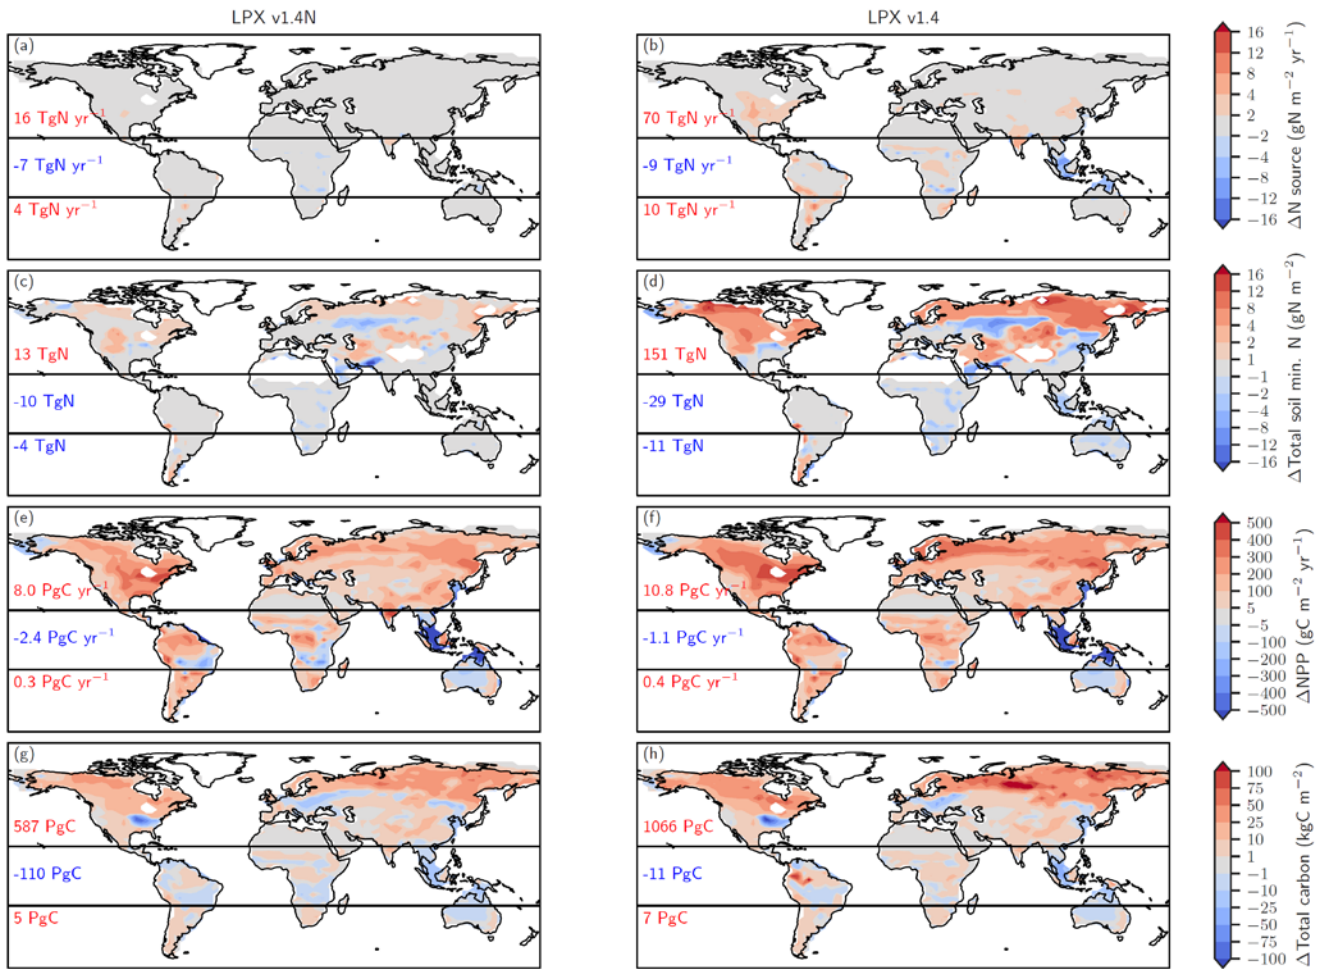 LPX v1.4N
LPX v1.4
(a)
16 TgN yr⁻¹
-7 TgN yr⁻¹
4 TgN yr⁻¹
(b)
70 TgN yr⁻¹
-9 TgN yr⁻¹
10 TgN yr⁻¹
16
12
8
4
2
−2
−4
−8
−12
−16
ΔN source (gN m⁻² yr⁻¹)
(c)
13 TgN
-10 TgN
-4 TgN
(d)
151 TgN
-29 TgN
-11 TgN
16
12
8
4
2
1
−1
−2
−4
−8
−12
−16
ΔTotal soil min. N (gN m⁻²)
(e)
8.0 PgC yr⁻¹
-2.4 PgC yr⁻¹
0.3 PgC yr⁻¹
(f)
10.8 PgC yr⁻¹
-1.1 PgC yr⁻¹
0.4 PgC yr⁻¹
500
400
300
200
100
5
−5
−100
−200
−300
−400
−500
ΔNPP (gC m⁻² yr⁻¹)
(g)
587 PgC
-110 PgC
5 PgC
(h)
1066 PgC
-11 PgC
7 PgC
100
75
50
25
10
1
−1
−10
−25
−50
−75
−100
ΔTotal carbon (kgC m⁻²)